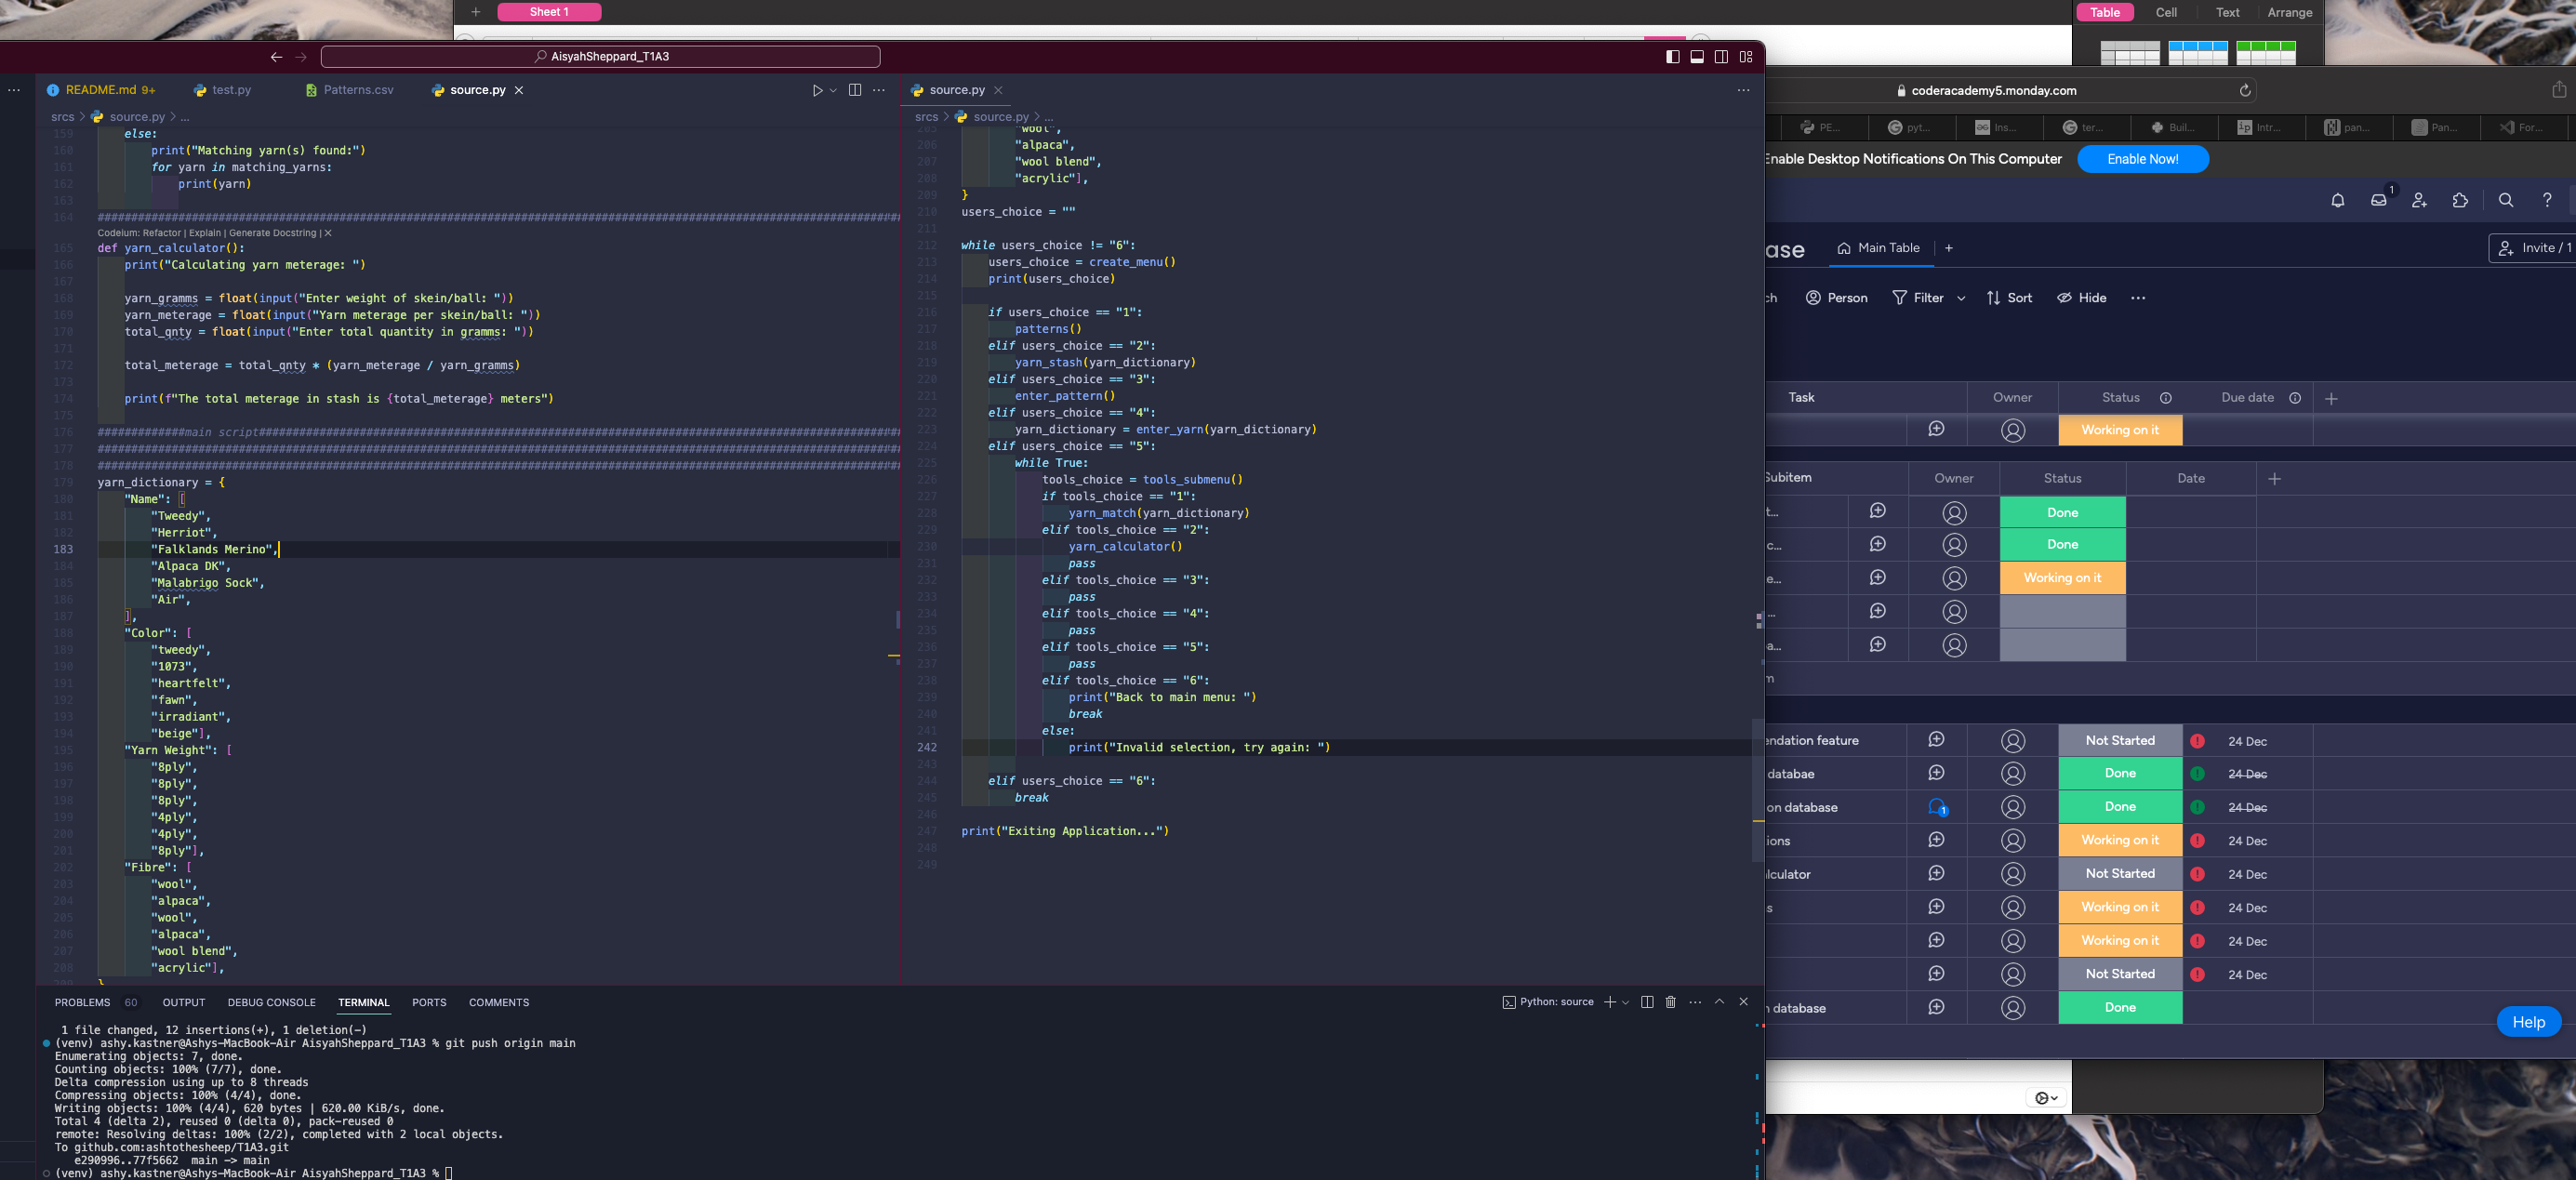 Sheet 1
Table Cell Text Arrange
AisyahSheppard_T1A3
README.md 9+ test.py Patterns.csv source.py
srcs > source.py > ...
159 else:
160 print("Matching yarn(s) found:")
161 for yarn in matching_yarns:
162 print(yarn)
163
164 ################
Codeium: Refactor | Explain | Generate Docstring | X
165 def yarn_calculator():
166 print("Calculating yarn meterage: ")
167
168 yarn_gramms = float(input("Enter weight of skein/ball: "))
169 yarn_meterage = float(input("Yarn meterage per skein/ball: "))
170 total_qnty = float(input("Enter total quantity in gramms: "))
171
172 total_meterage = total_qnty * (yarn_meterage / yarn_gramms)
173
174 print(f"The total meterage in stash is {total_meterage} meters")
175
176 #############main script################
177 ################
178 ################
179 yarn_dictionary = {
180 "Name": [
181 "Tweedy",
182 "Herriot",
183 "Falklands Merino",
184 "Alpaca DK",
185 "Malabrigo Sock",
186 "Air",
187 ],
188 "Color": [
189 "tweedy",
190 "1073",
191 "heartfelt",
192 "fawn",
193 "irradiant",
194 "beige"],
195 "Yarn Weight": [
196 "8ply",
197 "8ply",
198 "8ply",
199 "4ply",
200 "4ply",
201 "8ply"],
202 "Fibre": [
203 "wool",
204 "alpaca",
205 "wool",
206 "alpaca",
207 "wool blend",
208 "acrylic"],
209 }
source.py
srcs > source.py > ...
205 "wool",
206 "alpaca",
207 "wool blend",
208 "acrylic"],
209 }
210 users_choice = ""
211
212 while users_choice != "6":
213 users_choice = create_menu()
214 print(users_choice)
215
216 if users_choice == "1":
217 patterns()
218 elif users_choice == "2":
219 yarn_stash(yarn_dictionary)
220 elif users_choice == "3":
221 enter_pattern()
222 elif users_choice == "4":
223 yarn_dictionary = enter_yarn(yarn_dictionary)
224 elif users_choice == "5":
225 while True:
226 tools_choice = tools_submenu()
227 if tools_choice == "1":
228 yarn_match(yarn_dictionary)
229 elif tools_choice == "2":
230 yarn_calculator()
231 pass
232 elif tools_choice == "3":
233 pass
234 elif tools_choice == "4":
235 pass
236 elif tools_choice == "5":
237 pass
238 elif tools_choice == "6":
239 print("Back to main menu: ")
240 break
241 else:
242 print("Invalid selection, try again: ")
243
244 elif users_choice == "6":
245 break
246
247 print("Exiting Application...")
248
249
PROBLEMS 60 OUTPUT DEBUG CONSOLE TERMINAL PORTS COMMENTS
Python: source
1 file changed, 12 insertions(+), 1 deletion(-)
(venv) ashy.kastner@Ashys-MacBook-Air AisyahSheppard_T1A3 % git push origin main
Enumerating objects: 7, done.
Counting objects: 100% (7/7), done.
Delta compression using up to 8 threads
Compressing objects: 100% (4/4), done.
Writing objects: 100% (4/4), 620 bytes | 620.00 KiB/s, done.
Total 4 (delta 2), reused 0 (delta 0), pack-reused 0
remote: Resolving deltas: 100% (2/2), completed with 2 local objects.
To github.com:ashtothesheep/T1A3.git
e290996..77f5662 main -> main
(venv) ashy.kastner@Ashys-MacBook-Air AisyahSheppard_T1A3 %
coderacademy5.monday.com
PE... pyt... Ins... ter... Buil... Intr... pan... Pan... For...
Enable Desktop Notifications On This Computer Enable Now!
1
ase Main Table + Invite / 1
ch Person Filter Sort Hide
Task Owner Status Due date
Working on it
Subitem Owner Status Date
t... Done
c... Done
e... Working on it
...
a...
m
endation feature Not Started 24 Dec
databae Done 24 Dec
on database 1 Done 24 Dec
ions Working on it 24 Dec
lculator Not Started 24 Dec
s Working on it 24 Dec
Working on it 24 Dec
Not Started 24 Dec
n database Done
Help